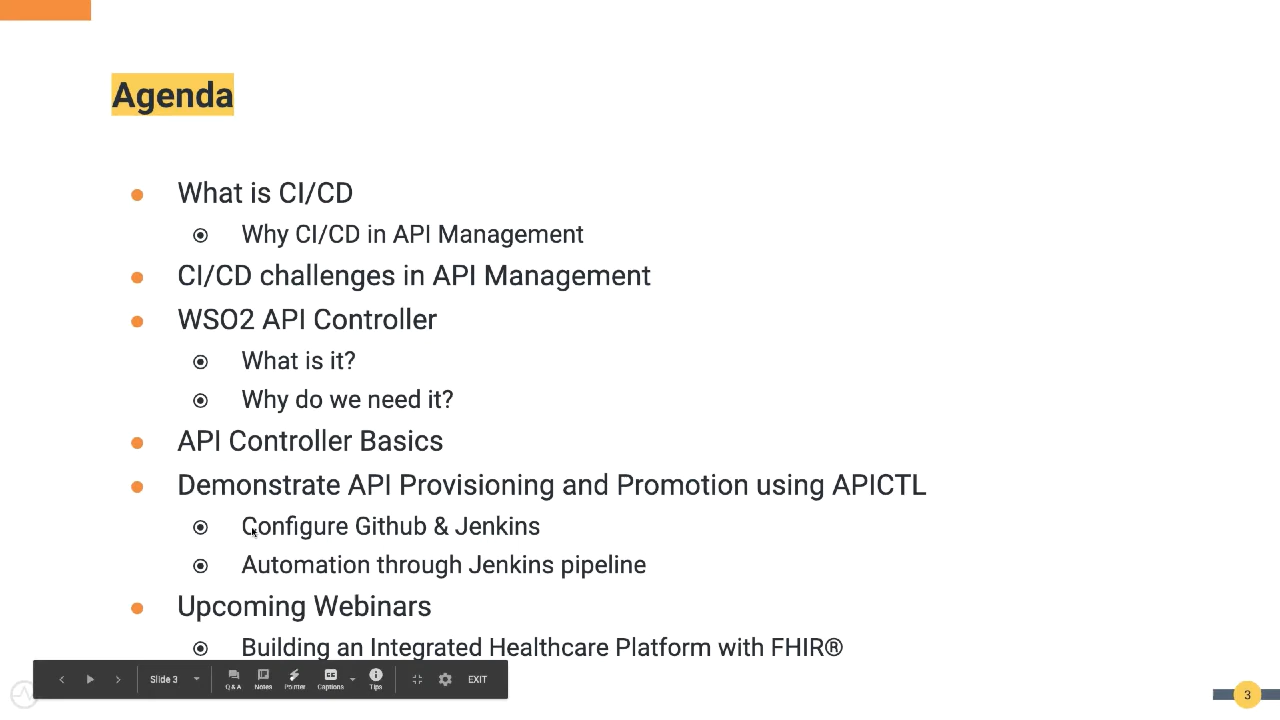 Agenda
What is CI/CD
Why CI/CD in API Management
CI/CD challenges in API Management
WSO2 API Controller
What is it?
Why do we need it?
API Controller Basics
Demonstrate API Provisioning and Promotion using APICTL
Configure Github & Jenkins
Automation through Jenkins pipeline
Upcoming Webinars
Building an Integrated Healthcare Platform with FHIR®
Slide 3
Q & A
Notes
Pointer
CC
Captions
Tips
EXIT
3